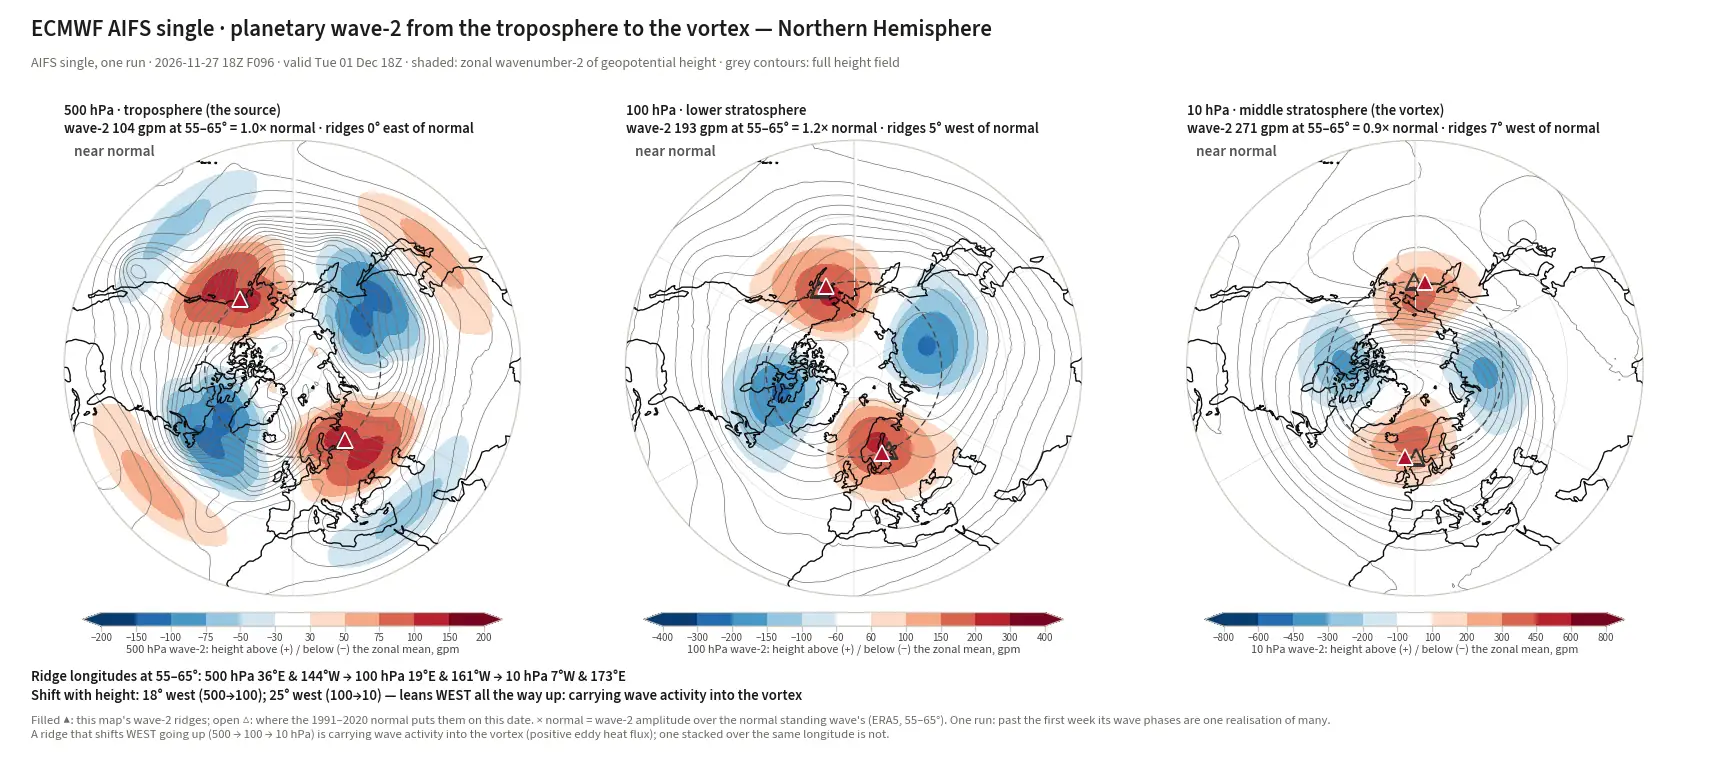 ECMWF AIFS single · planetary wave-2 from the troposphere to the vortex — Northern Hemisphere
AIFS single, one run · 2026-11-27 18Z F096 · valid Tue 01 Dec 18Z · shaded: zonal wavenumber-2 of geopotential height · grey contours: full height field
500 hPa · troposphere (the source)
wave-2 104 gpm at 55–65° = 1.0× normal · ridges 0° east of normal
near normal
100 hPa · lower stratosphere
wave-2 193 gpm at 55–65° = 1.2× normal · ridges 5° west of normal
near normal
10 hPa · middle stratosphere (the vortex)
wave-2 271 gpm at 55–65° = 0.9× normal · ridges 7° west of normal
near normal
−200 −150 −100 −75 −50 −30 30 50 75 100 150 200
500 hPa wave-2: height above (+) / below (−) the zonal mean, gpm
−400 −300 −200 −150 −100 −60 60 100 150 200 300 400
100 hPa wave-2: height above (+) / below (−) the zonal mean, gpm
−800 −600 −450 −300 −200 −100 100 200 300 450 600 800
10 hPa wave-2: height above (+) / below (−) the zonal mean, gpm
Ridge longitudes at 55–65°: 500 hPa 36°E & 144°W → 100 hPa 19°E & 161°W → 10 hPa 7°W & 173°E
Shift with height: 18° west (500→100); 25° west (100→10) — leans WEST all the way up: carrying wave activity into the vortex
Filled ▲: this map's wave-2 ridges; open △: where the 1991–2020 normal puts them on this date. × normal = wave-2 amplitude over the normal standing wave's (ERA5, 55–65°). One run: past the first week its wave phases are one realisation of many.
A ridge that shifts WEST going up (500 → 100 → 10 hPa) is carrying wave activity into the vortex (positive eddy heat flux); one stacked over the same longitude is not.